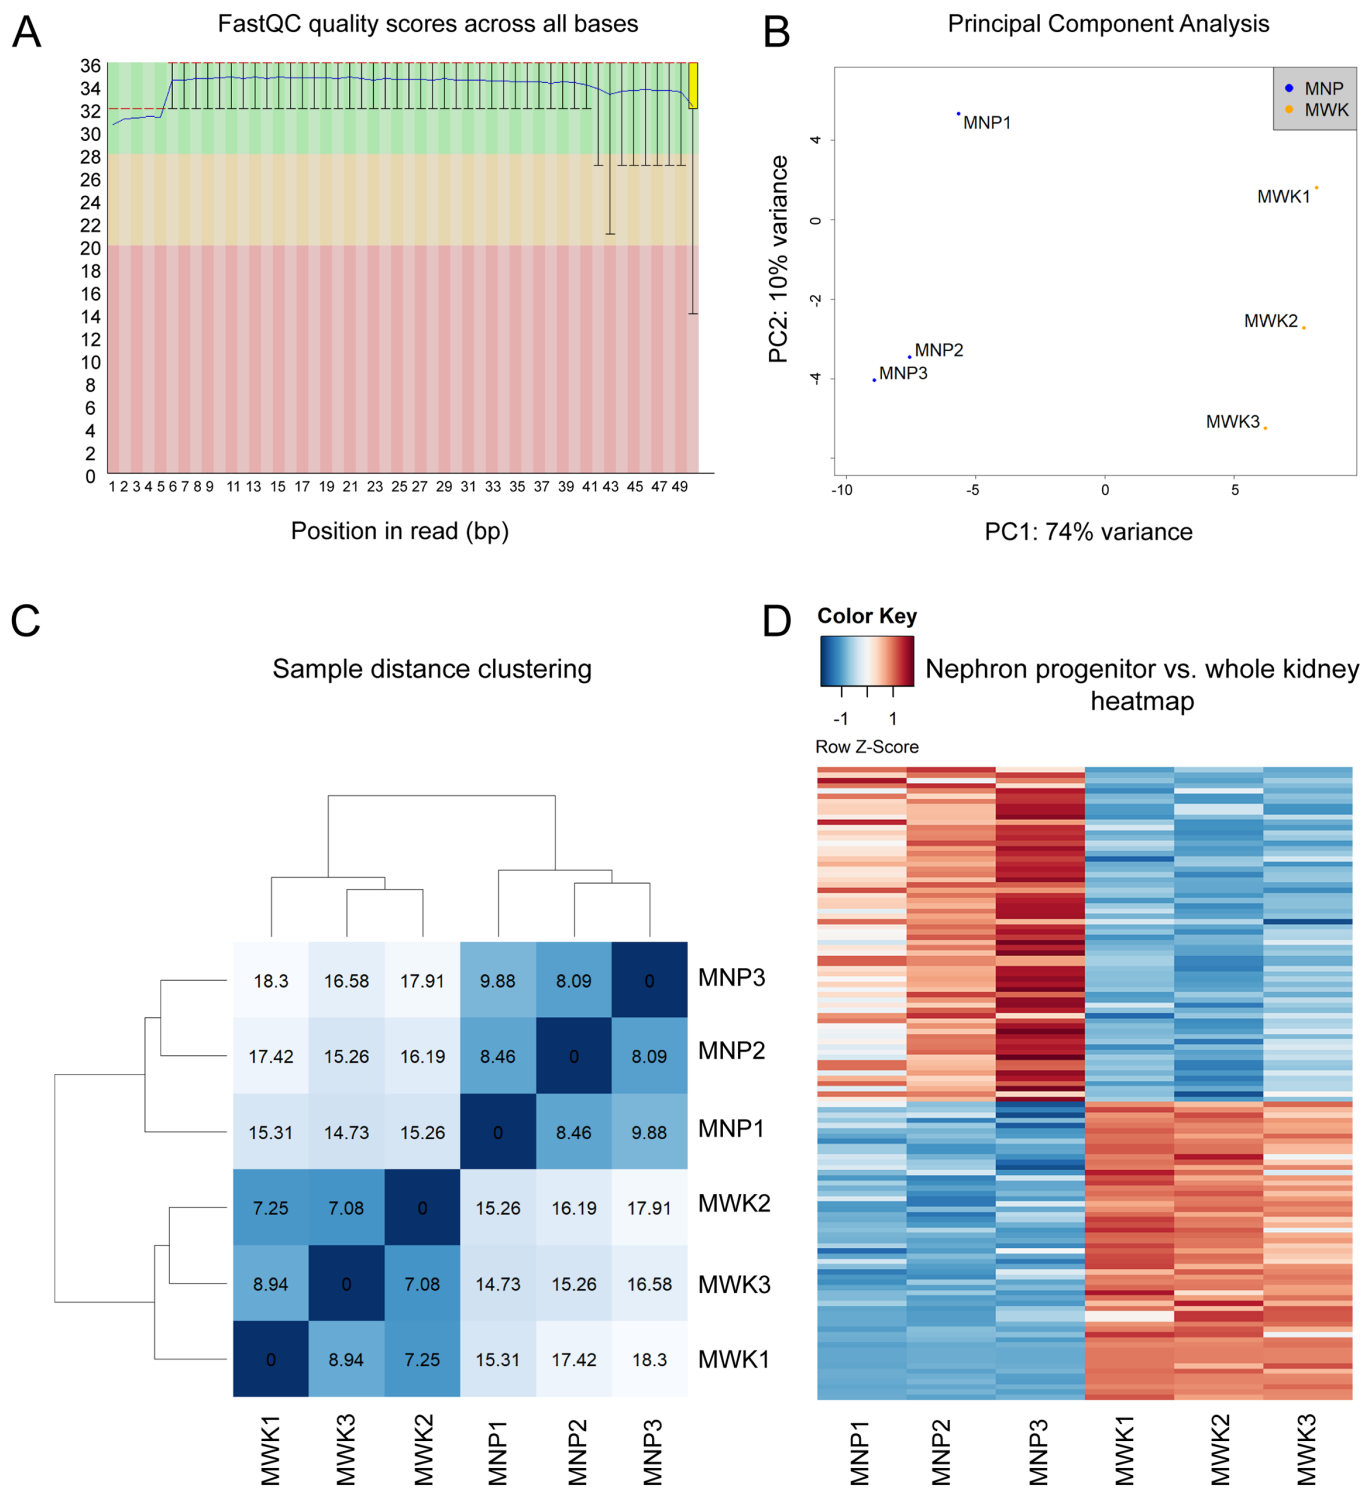 A
FastQC quality scores across all bases
36
34
32
30
28
26
24
22
20
18
16
14
12
10
8
6
4
2
0
1 2 3 4 5 6 7 8 9 11 13 15 17 19 21 23 25 27 29 31 33 35 37 39 41 43 45 47 49
Position in read (bp)
B
Principal Component Analysis
MNP
MWK
MNP1
MWK1
MWK2
MNP2
MNP3
MWK3
4
0
-2
-4
PC2: 10% variance
-10 -5 0 5
PC1: 74% variance
C
Sample distance clustering
18.3 16.58 17.91 9.88 8.09 0 MNP3
17.42 15.26 16.19 8.46 0 8.09 MNP2
15.31 14.73 15.26 0 8.46 9.88 MNP1
7.25 7.08 0 15.26 16.19 17.91 MWK2
8.94 0 7.08 14.73 15.26 16.58 MWK3
0 8.94 7.25 15.31 17.42 18.3 MWK1
MWK1 MWK3 MWK2 MNP1 MNP2 MNP3
D
Color Key
-1 1
Row Z-Score
Nephron progenitor vs. whole kidney
heatmap
MNP1 MNP2 MNP3 MWK1 MWK2 MWK3